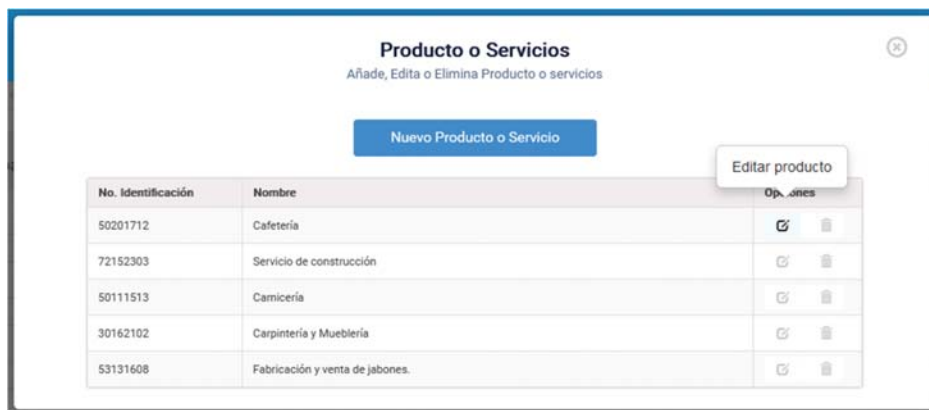 Producto o Servicios
Añade, Edita o Elimina Producto o servicios
Nuevo Producto o Servicio
Editar producto
No. Identificación Nombre Opciones
50201712 Cafetería
72152303 Servicio de construcción
50111513 Carnicería
30162102 Carpintería y Mueblería
53131608 Fabricación y venta de jabones.